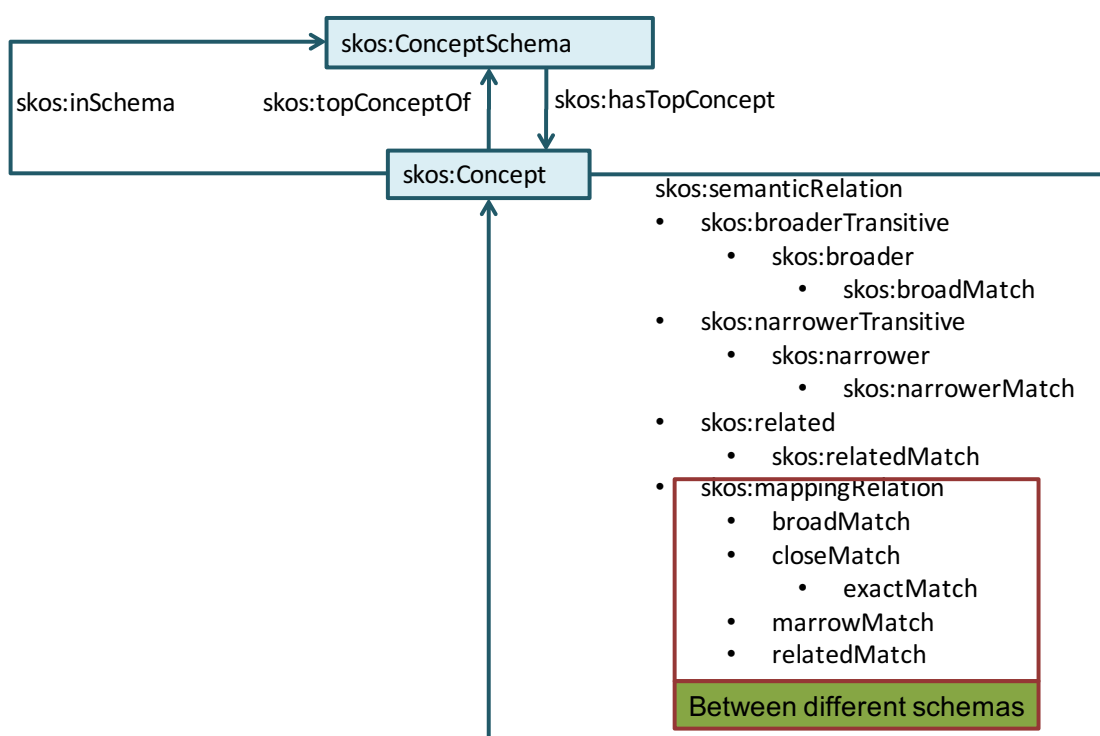 skos:ConceptSchema
skos:inSchema
skos:topConceptOf
skos:hasTopConcept
skos:Concept
skos:semanticRelation
• skos:broaderTransitive
• skos:broader
• skos:broadMatch
• skos:narrowerTransitive
• skos:narrower
• skos:narrowerMatch
• skos:related
• skos:relatedMatch
• skos:mappingRelation
• broadMatch
• closeMatch
• exactMatch
• marrowMatch
• relatedMatch
Between different schemas